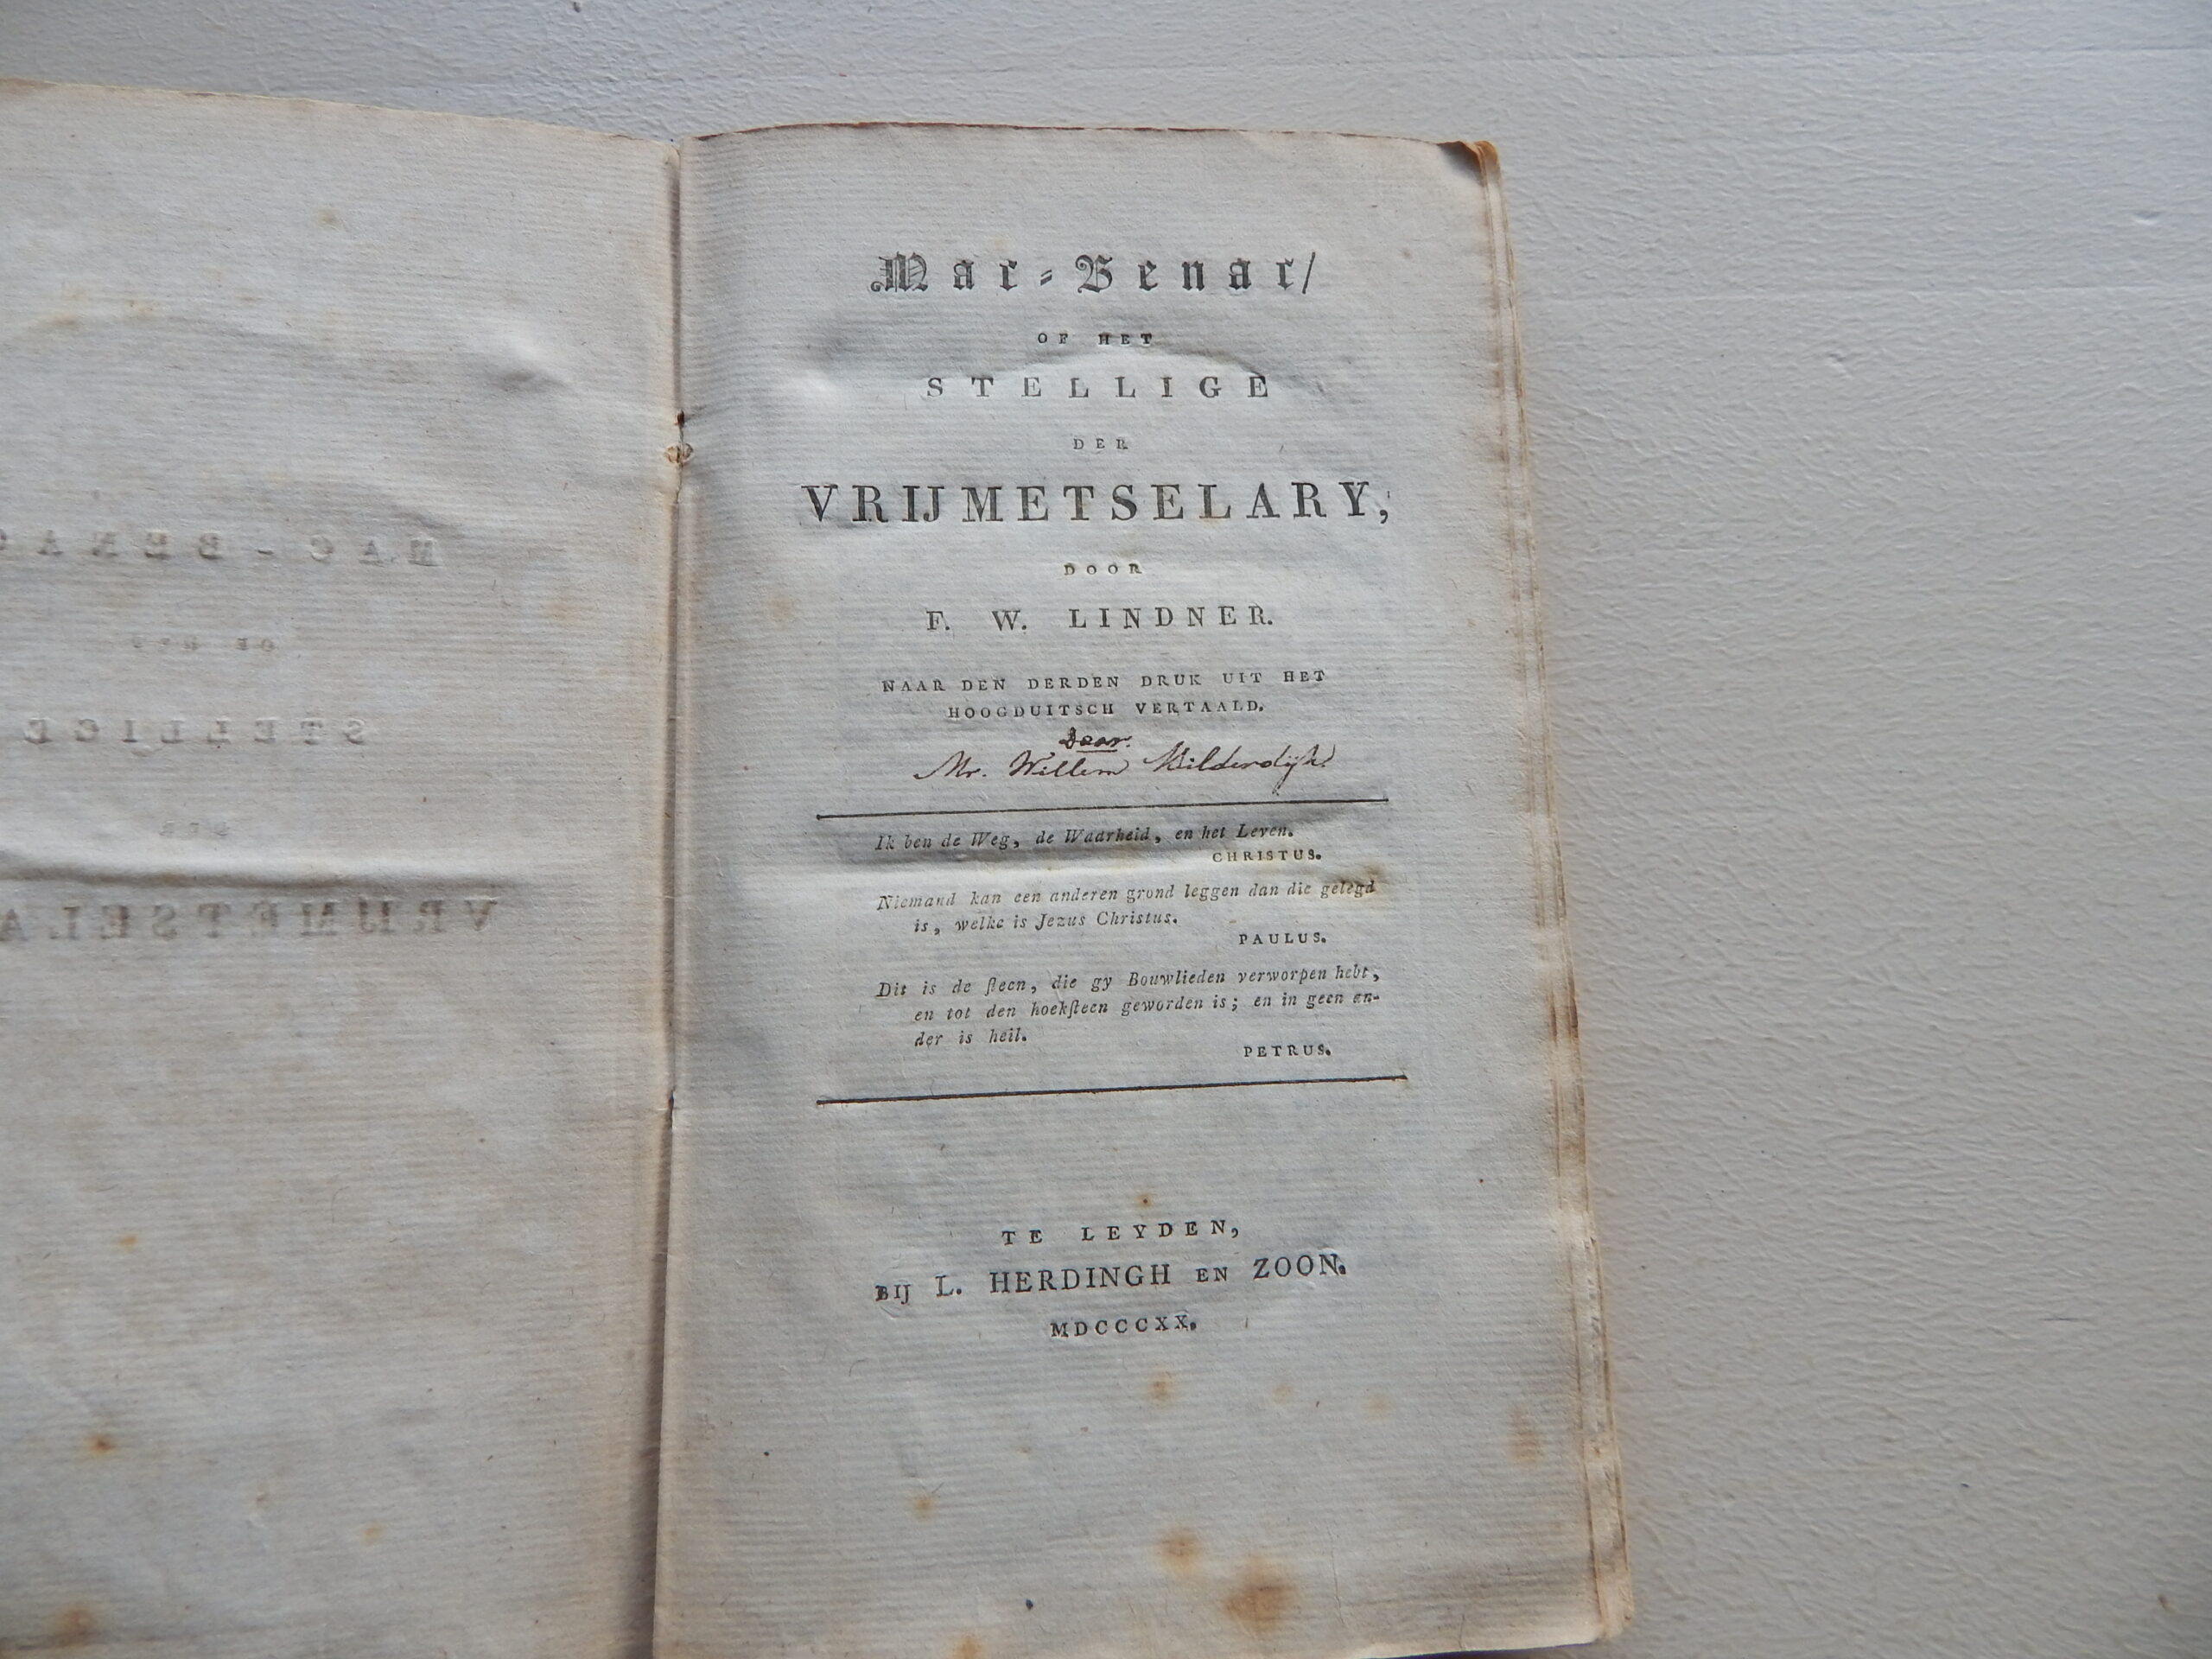 Mac-Benac/
OF HET
STELLIGE
DER
VRIJMETSELARY,
DOOR
F. W. LINDNER.
NAAR DEN DERDEN DRUK UIT HET
HOOGDUITSCH VERTAALD.
Door.
Mr. Willem Bilderdijk
Ik ben de Weg, de Waarheid, en het Leven.
CHRISTUS.
Niemand kan een anderen grond leggen dan die gelegd
is, welke is Jezus Christus.
PAULUS.
Dit is de ſteen, die gy Bouwlieden verworpen hebt,
en tot den hoekſteen geworden is; en in geen an-
der is heil.
PETRUS.
TE LEYDEN,
BIJ L. HERDINGH EN ZOON.
MDCCCXX.